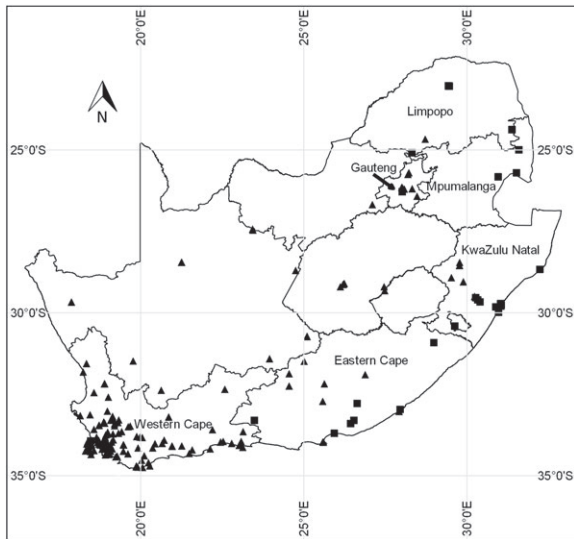 20°0'E 30°0'E
N
Limpopo
25°0'S 25°0'S
Gauteng
Mpumalanga
KwaZulu Natal
30°0'S 30°0'S
Eastern Cape
Western Cape
35°0'S 35°0'S
20°0'E 30°0'E